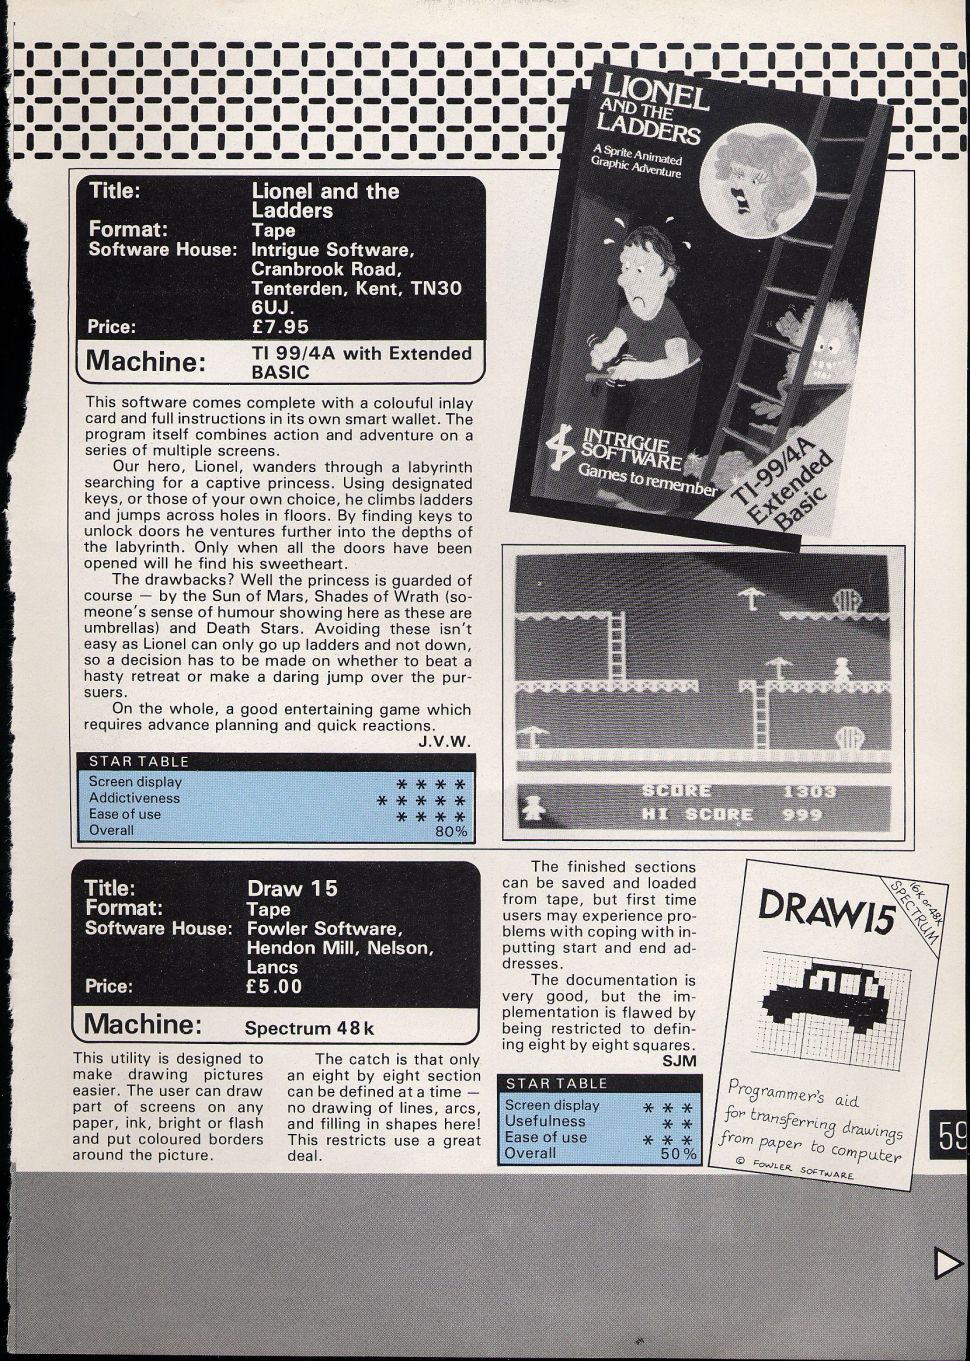 LIONEL
AND THE
LADDERS
A Sprite Animated
Graphic Adventure
INTRIGUE
SOFTWARE
Games to remember
TI-99/4A
Extended
Basic
Title: Lionel and the
Ladders
Format: Tape
Software House: Intrigue Software,
Cranbrook Road,
Tenterden, Kent, TN30
6UJ.
Price: £7.95
Machine: TI 99/4A with Extended
BASIC
This software comes complete with a colouful inlay
card and full instructions in its own smart wallet. The
program itself combines action and adventure on a
series of multiple screens.
Our hero, Lionel, wanders through a labyrinth
searching for a captive princess. Using designated
keys, or those of your own choice, he climbs ladders
and jumps across holes in floors. By finding keys to
unlock doors he ventures further into the depths of
the labyrinth. Only when all the doors have been
opened will he find his sweetheart.
The drawbacks? Well the princess is guarded of
course — by the Sun of Mars, Shades of Wrath (so-
meone's sense of humour showing here as these are
umbrellas) and Death Stars. Avoiding these isn't
easy as Lionel can only go up ladders and not down,
so a decision has to be made on whether to beat a
hasty retreat or make a daring jump over the pur-
suers.
On the whole, a good entertaining game which
requires advance planning and quick reactions.
J.V.W.
STAR TABLE
Screen display * * * *
Addictiveness * * * * *
Ease of use * * * *
Overall 80%
SCORE 1303
HI SCORE 999
Title: Draw 15
Format: Tape
Software House: Fowler Software,
Hendon Mill, Nelson,
Lancs
Price: £5.00
Machine: Spectrum 48k
This utility is designed to
make drawing pictures
easier. The user can draw
part of screens on any
paper, ink, bright or flash
and put coloured borders
around the picture.
The catch is that only
an eight by eight section
can be defined at a time —
no drawing of lines, arcs,
and filling in shapes here!
This restricts use a great
deal.
The finished sections
can be saved and loaded
from tape, but first time
users may experience pro-
blems with coping with in-
putting start and end ad-
dresses.
The documentation is
very good, but the im-
plementation is flawed by
being restricted to defin-
ing eight by eight squares.
SJM
STAR TABLE
Screen display * * *
Usefulness * *
Ease of use * * *
Overall 50%
DRAW15
16K or 48K
SPECTRUM
Programmer's aid
for transferring drawings
from paper to computer
© FOWLER SOFTWARE
59